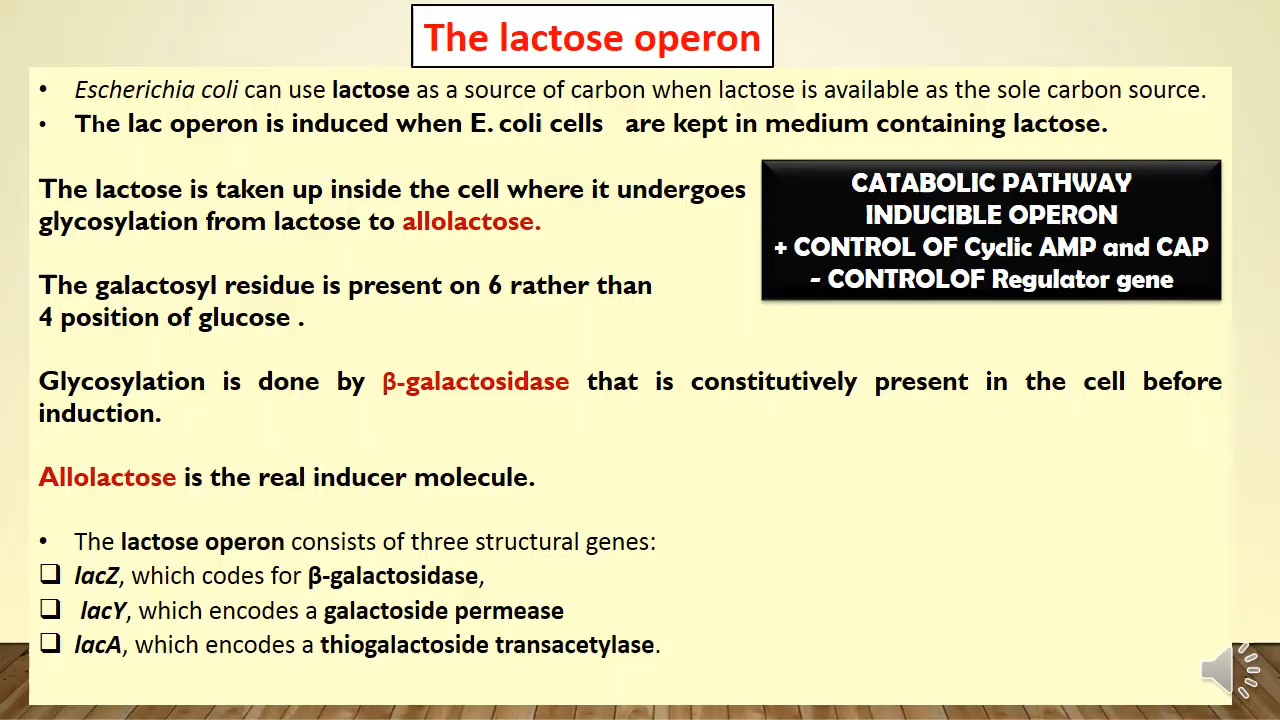 The lactose operon
• Escherichia coli can use lactose as a source of carbon when lactose is available as the sole carbon source.
• The lac operon is induced when E. coli cells are kept in medium containing lactose.
The lactose is taken up inside the cell where it undergoes
glycosylation from lactose to allolactose.
CATABOLIC PATHWAY
INDUCIBLE OPERON
+ CONTROL OF Cyclic AMP and CAP
- CONTROLOF Regulator gene
The galactosyl residue is present on 6 rather than
4 position of glucose .
Glycosylation is done by β-galactosidase that is constitutively present in the cell before
induction.
Allolactose is the real inducer molecule.
• The lactose operon consists of three structural genes:
❑ lacZ, which codes for β-galactosidase,
❑ lacY, which encodes a galactoside permease
❑ lacA, which encodes a thiogalactoside transacetylase.